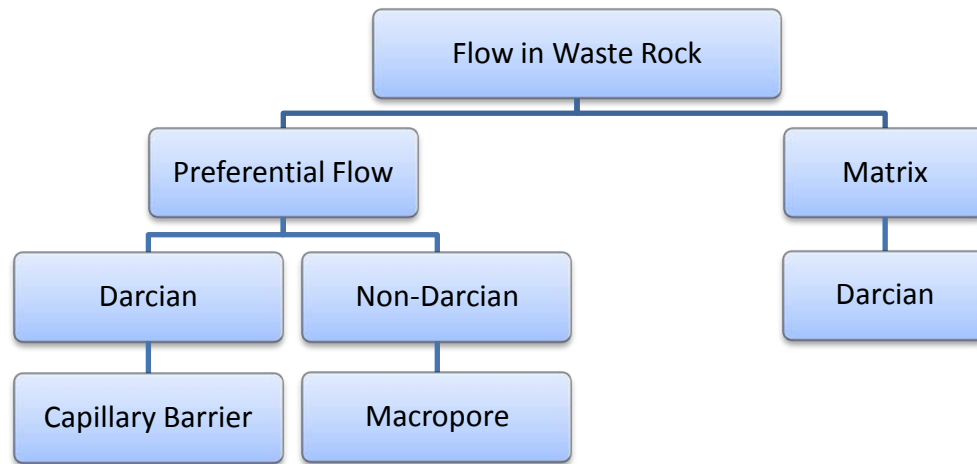 Flow in Waste Rock
Preferential Flow
Matrix
Darcian
Non-Darcian
Darcian
Capillary Barrier
Macropore